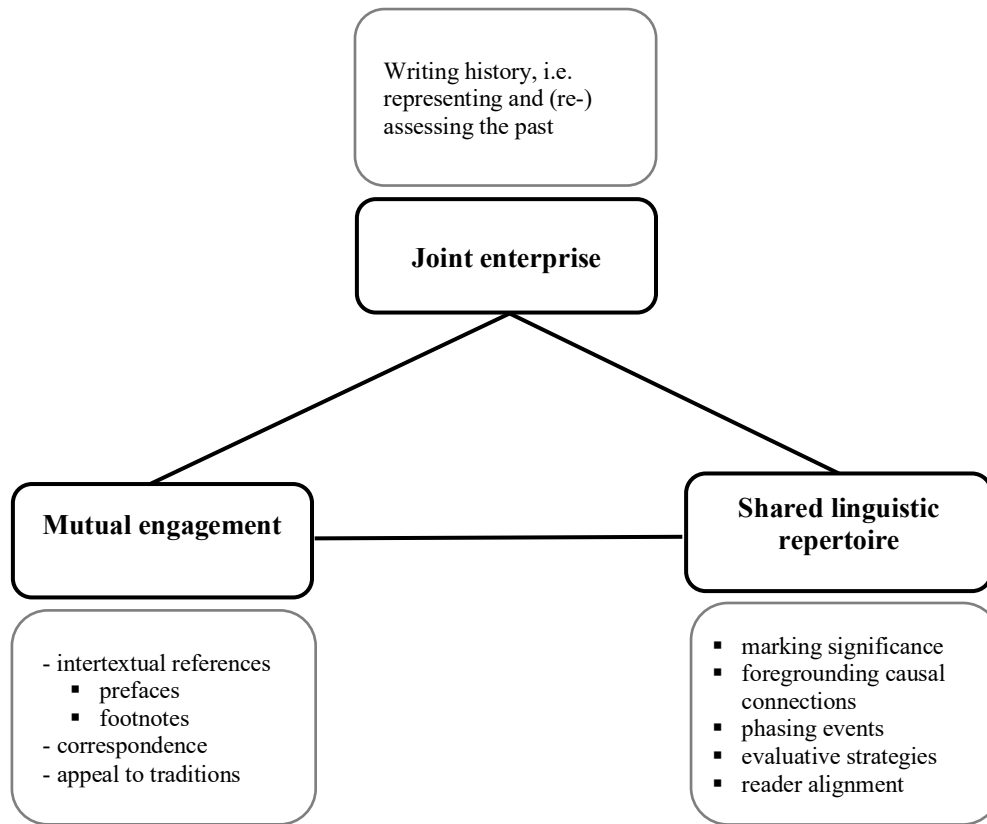 Writing history, i.e.
representing and (re-)
assessing the past
Joint enterprise
Mutual engagement
- intertextual references
▪ prefaces
▪ footnotes
- correspondence
- appeal to traditions
Shared linguistic
repertoire
▪ marking significance
▪ foregrounding causal
connections
▪ phasing events
▪ evaluative strategies
▪ reader alignment